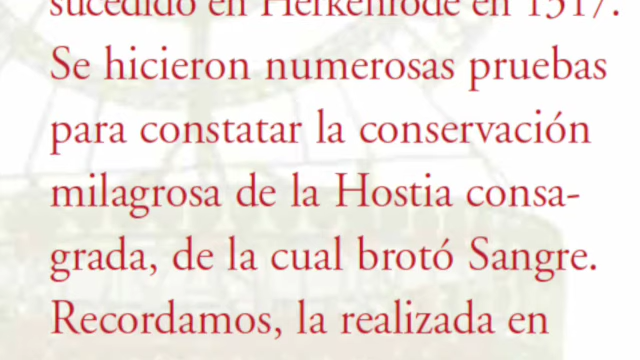 sucedido en Herkenrode en 1317.
Se hicieron numerosas pruebas
para constatar la conservación
milagrosa de la Hostia consa-
grada, de la cual brotó Sangre.
Recordamos, la realizada en